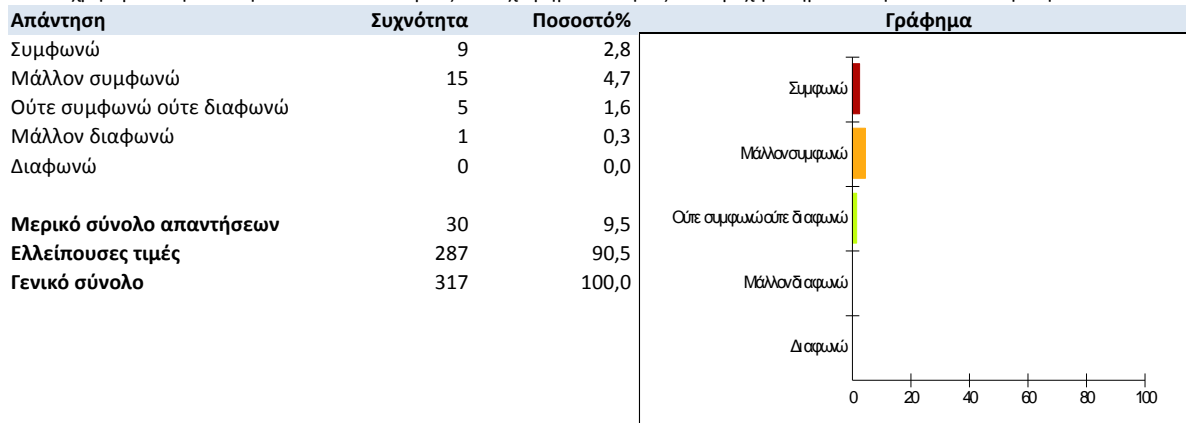 Απάντηση Συχνότητα Ποσοστό% Γράφημα
Συμφωνώ 9 2,8
Μάλλον συμφωνώ 15 4,7
Ούτε συμφωνώ ούτε διαφωνώ 5 1,6
Μάλλον διαφωνώ 1 0,3
Διαφωνώ 0 0,0
Μερικό σύνολο απαντήσεων 30 9,5
Ελλείπουσες τιμές 287 90,5
Γενικό σύνολο 317 100,0
Συμφωνώ
Μάλλον συμφωνώ
Ούτε συμφωνώ ούτε διαφωνώ
Μάλλον διαφωνώ
Διαφωνώ
0 20 40 60 80 100